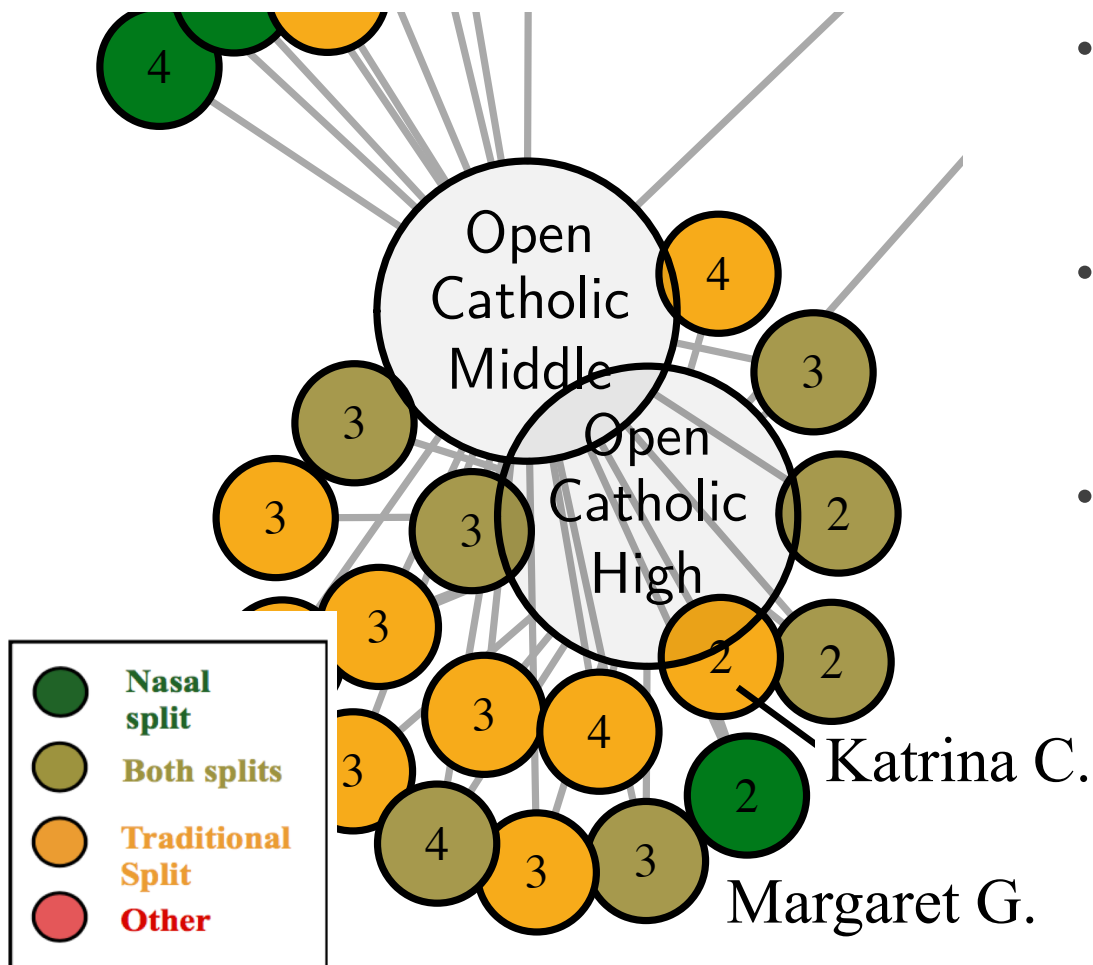 4
Open
Catholic
Middle
4
3
3
Open
Catholic
High
3
3
2
3
2
2
3
4
3
2
Katrina C.
4
3
3
Margaret G.
Nasal
split
Both splits
Traditional
Split
Other